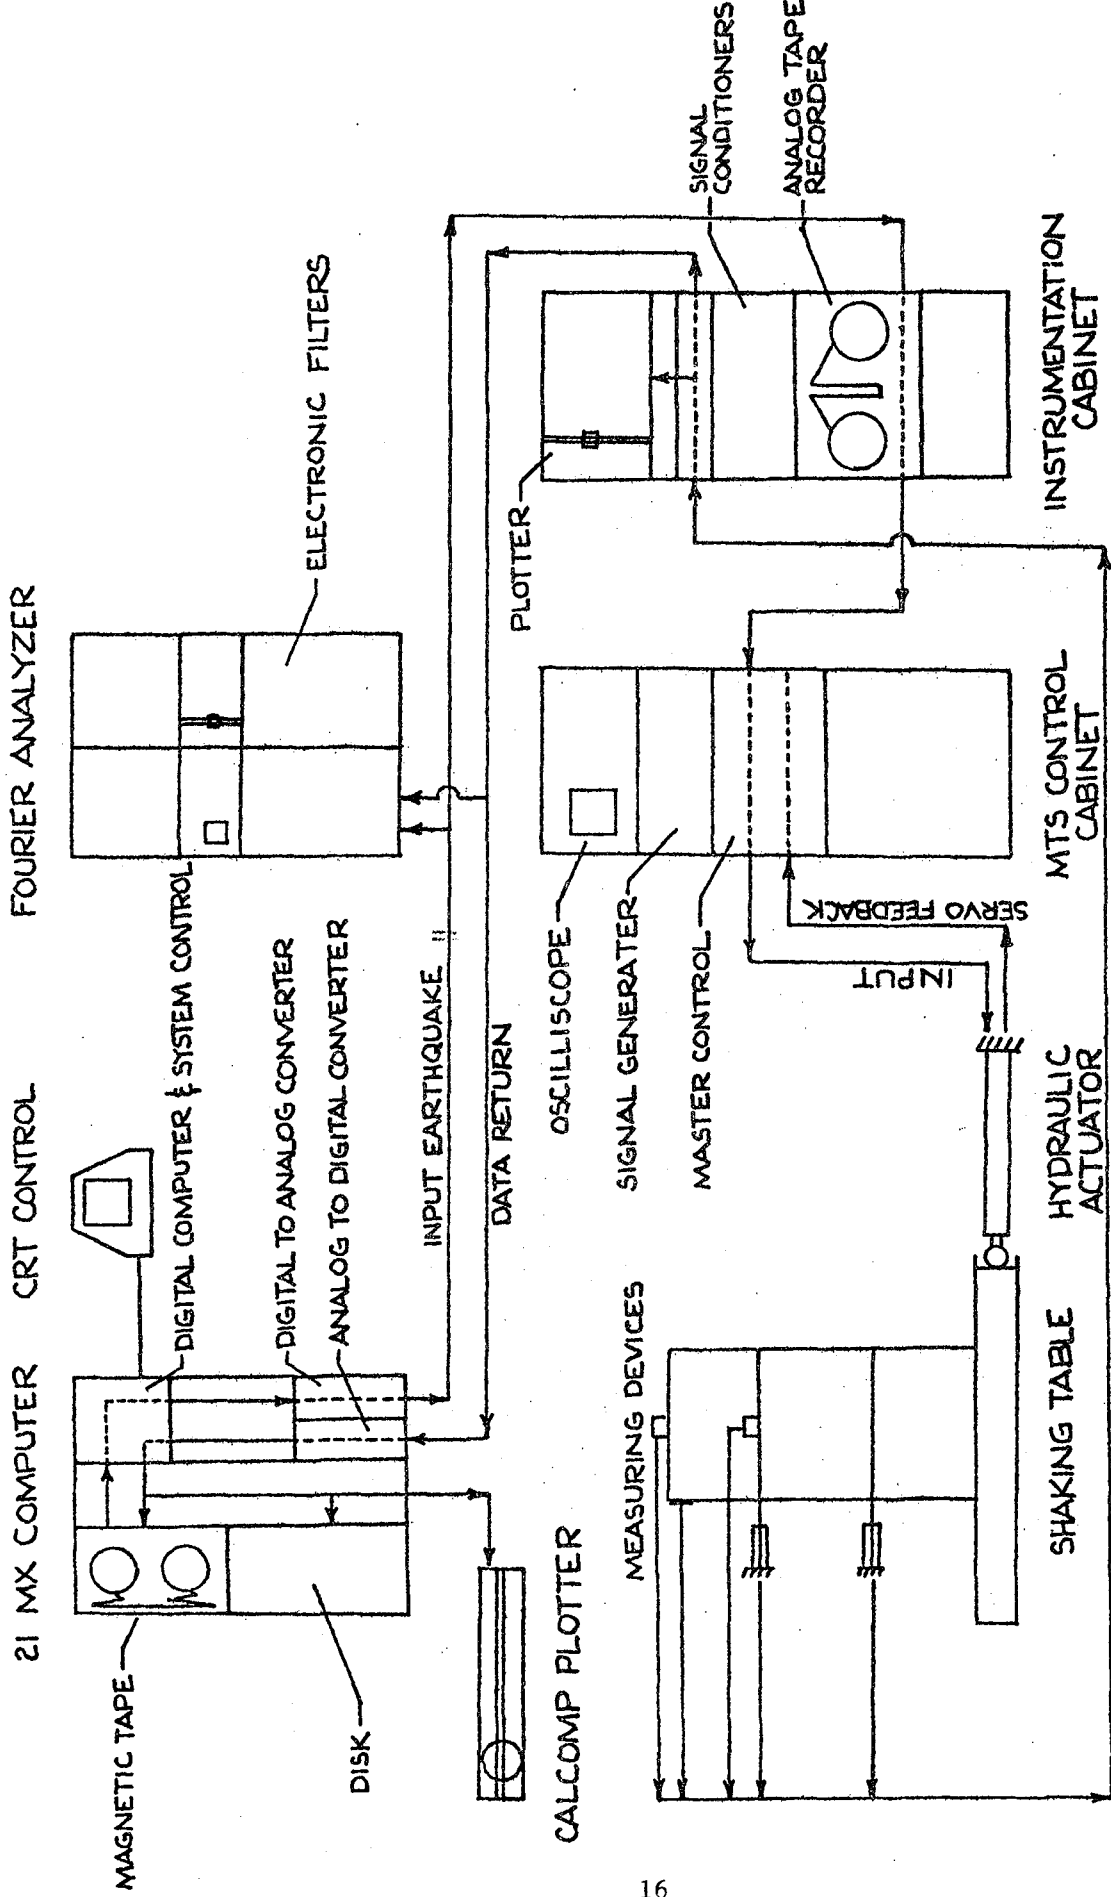 21 MX COMPUTER
CRT CONTROL
FOURIER ANALYZER
MAGNETIC TAPE
DISK
DIGITAL COMPUTER & SYSTEM CONTROL
DIGITAL TO ANALOG CONVERTER
ANALOG TO DIGITAL CONVERTER
ELECTRONIC FILTERS
INPUT EARTHQUAKE
DATA RETURN
CALCOMP PLOTTER
OSCILLISCOPE
SIGNAL GENERATER
MASTER CONTROL
PLOTTER
SIGNAL
CONDITIONERS
ANALOG TAPE
RECORDER
MEASURING DEVICES
INPUT
SERVO FEEDBACK
SHAKING TABLE
HYDRAULIC
ACTUATOR
MTS CONTROL
CABINET
INSTRUMENTATION
CABINET
16